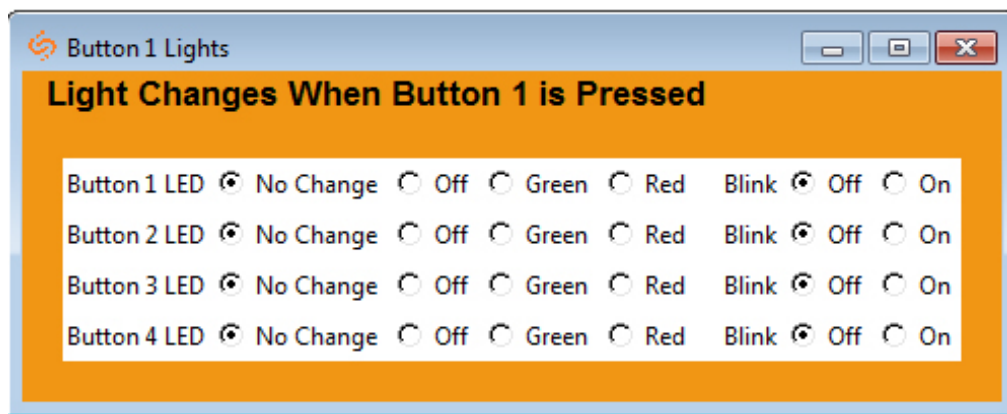 Button 1 Lights
Light Changes When Button 1 is Pressed
Button 1 LED No Change Off Green Red Blink Off On
Button 2 LED No Change Off Green Red Blink Off On
Button 3 LED No Change Off Green Red Blink Off On
Button 4 LED No Change Off Green Red Blink Off On